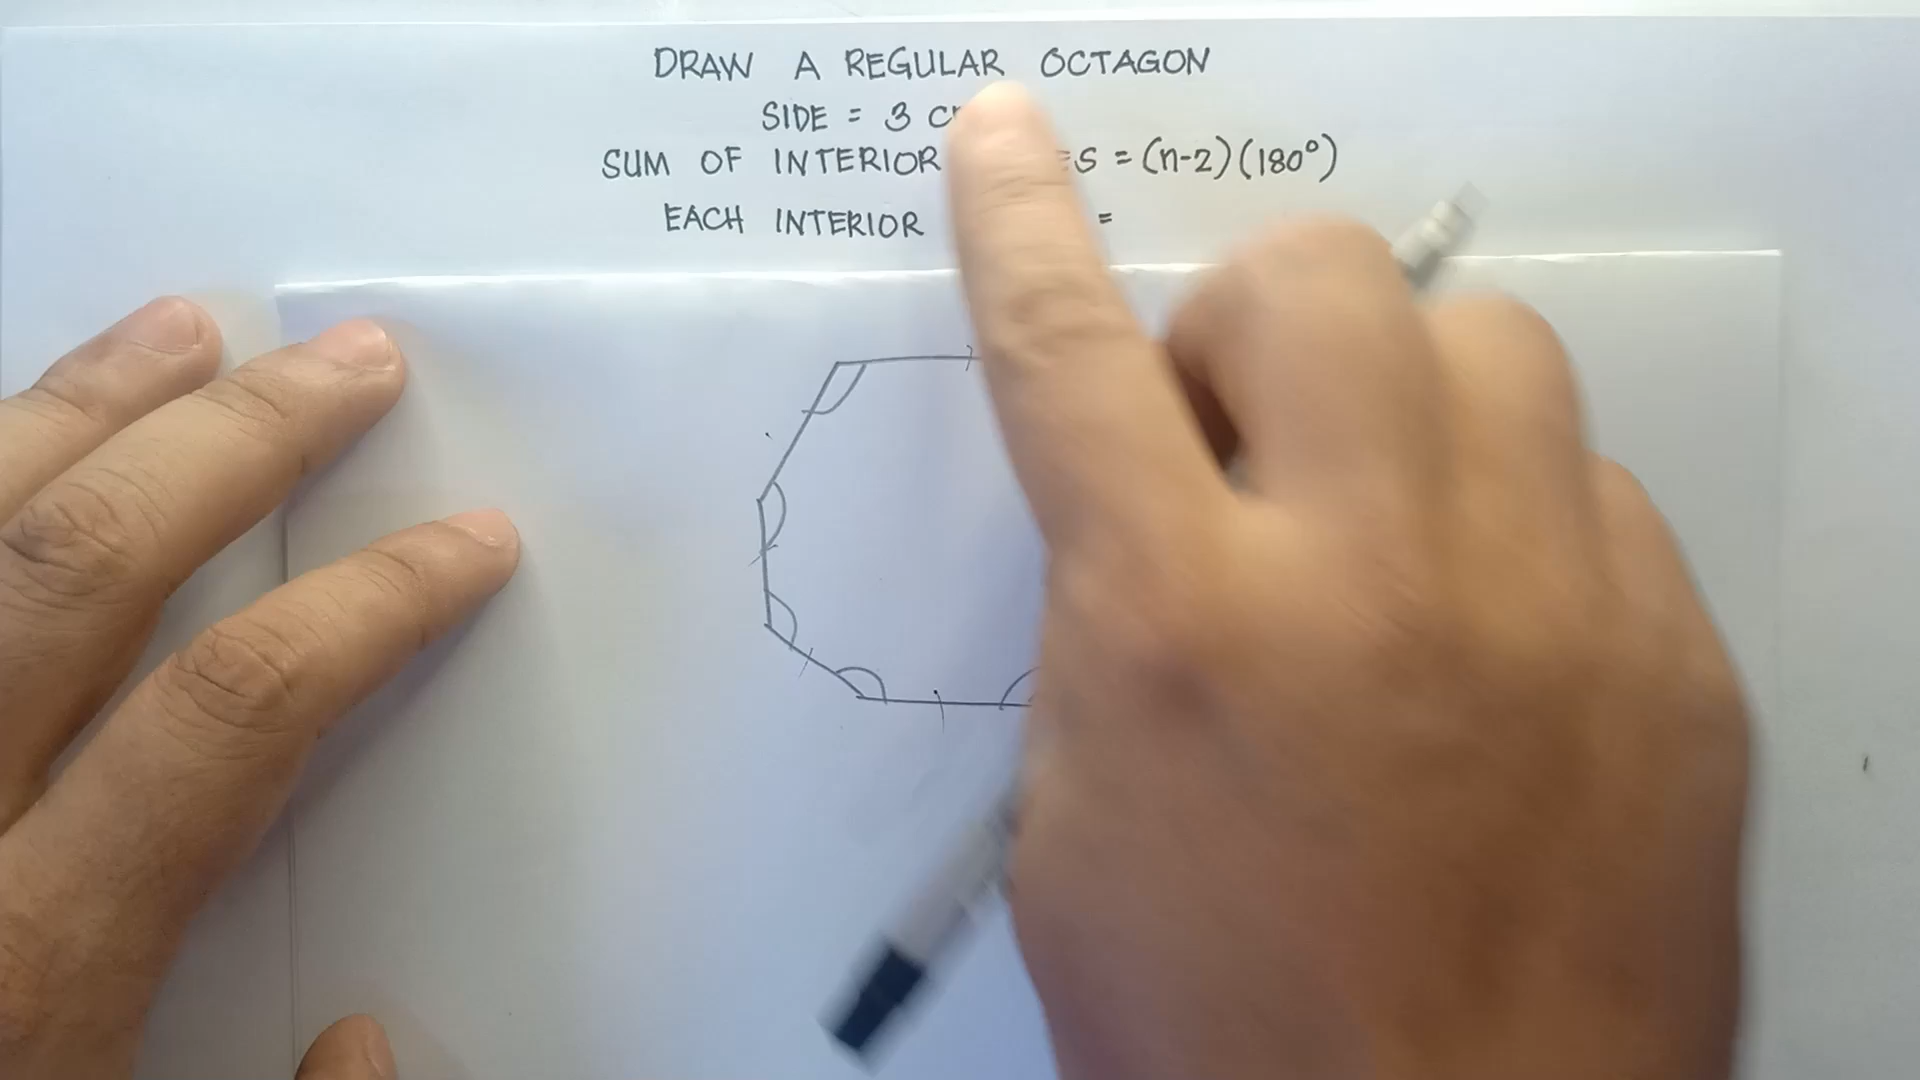 DRAW A REGULAR OCTAGON
SIDE = 3
SUM OF INTERIOR = (n-2)(180°)
EACH INTERIOR =